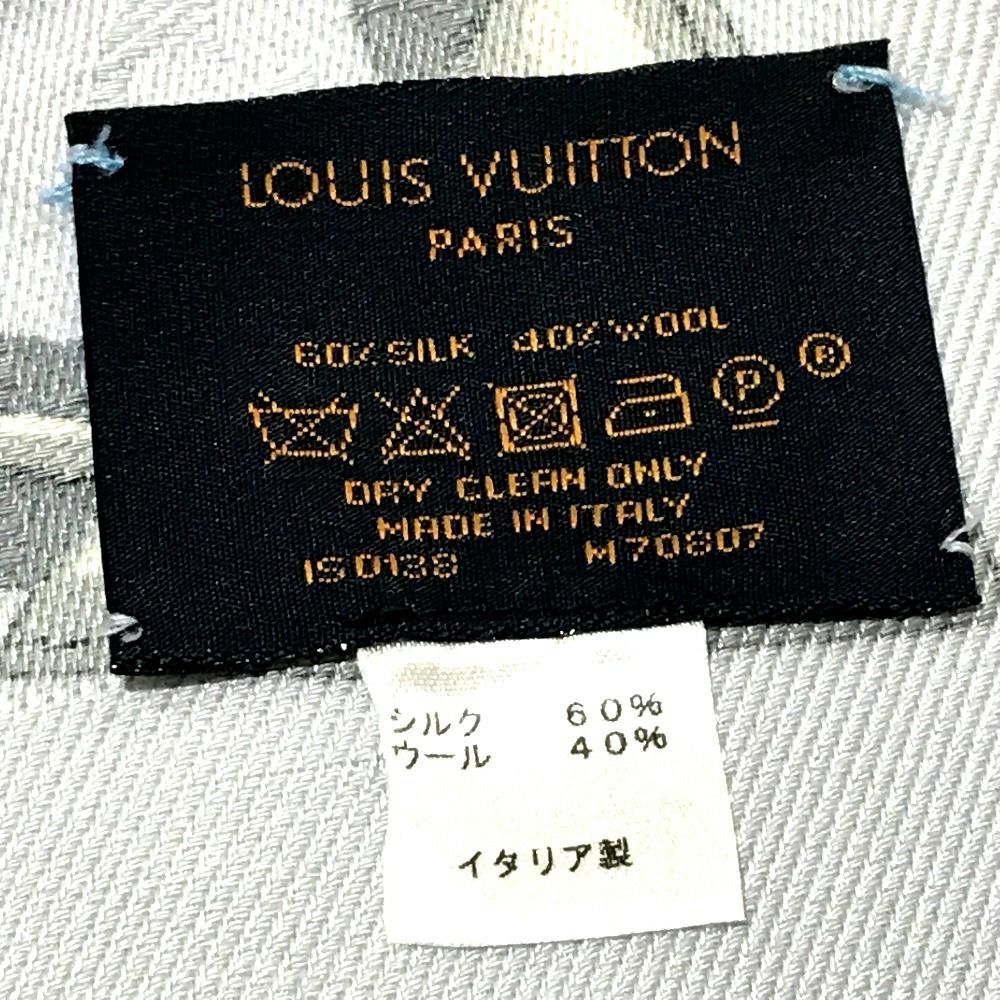 LOUIS VUITTON
PARIS
60% SILK 40% WOOL
P ®
DRY CLEAN ONLY
MADE IN ITALY
IS0138 M70807
シルク 60%
ウール 40%
イタリア製